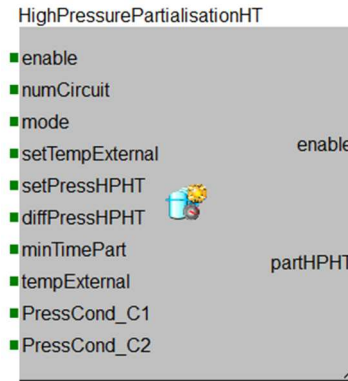 HighPressurePartialisationHT
enable
numCircuit
mode
setTempExternal
enable
setPressHPHT
diffPressHPHT
minTimePart
partHPHT
tempExternal
PressCond_C1
PressCond_C2